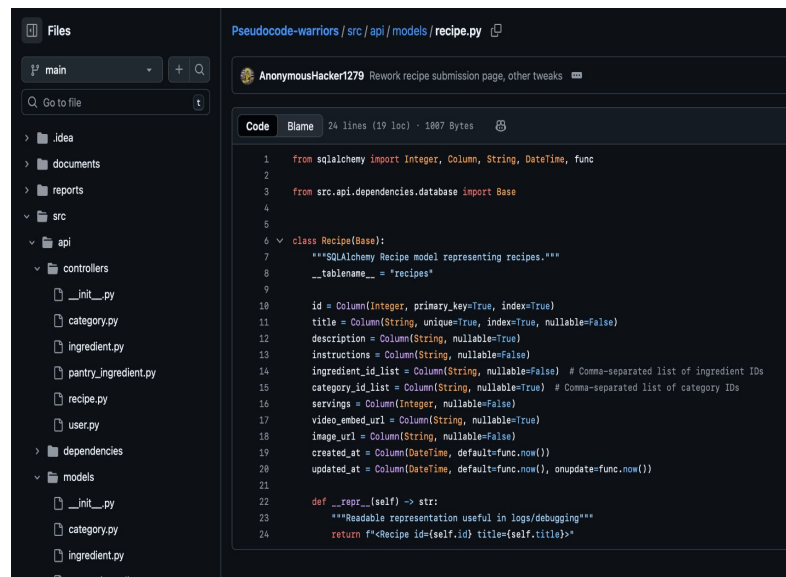 Files
main
Go to file
t
.idea
documents
reports
src
api
controllers
__init__.py
category.py
ingredient.py
pantry_ingredient.py
recipe.py
user.py
dependencies
models
__init__.py
category.py
ingredient.py
Pseudocode-warriors / src / api / models / recipe.py
AnonymousHacker1279 Rework recipe submission page, other tweaks
Code Blame 24 lines (19 loc) · 1007 Bytes
1 from sqlalchemy import Integer, Column, String, DateTime, func
2
3 from src.api.dependencies.database import Base
4
5
6 class Recipe(Base):
7     """SQLAlchemy Recipe model representing recipes."""
8     __tablename__ = "recipes"
9
10     id = Column(Integer, primary_key=True, index=True)
11     title = Column(String, unique=True, index=True, nullable=False)
12     description = Column(String, nullable=True)
13     instructions = Column(String, nullable=False)
14     ingredient_id_list = Column(String, nullable=False)  # Comma-separated list of ingredient IDs
15     category_id_list = Column(String, nullable=True)  # Comma-separated list of category IDs
16     servings = Column(Integer, nullable=False)
17     video_embed_url = Column(String, nullable=True)
18     image_url = Column(String, nullable=False)
19     created_at = Column(DateTime, default=func.now())
20     updated_at = Column(DateTime, default=func.now(), onupdate=func.now())
21
22     def __repr__(self) -> str:
23         """Readable representation useful in logs/debugging"""
24         return f"<Recipe id={self.id} title={self.title}>"